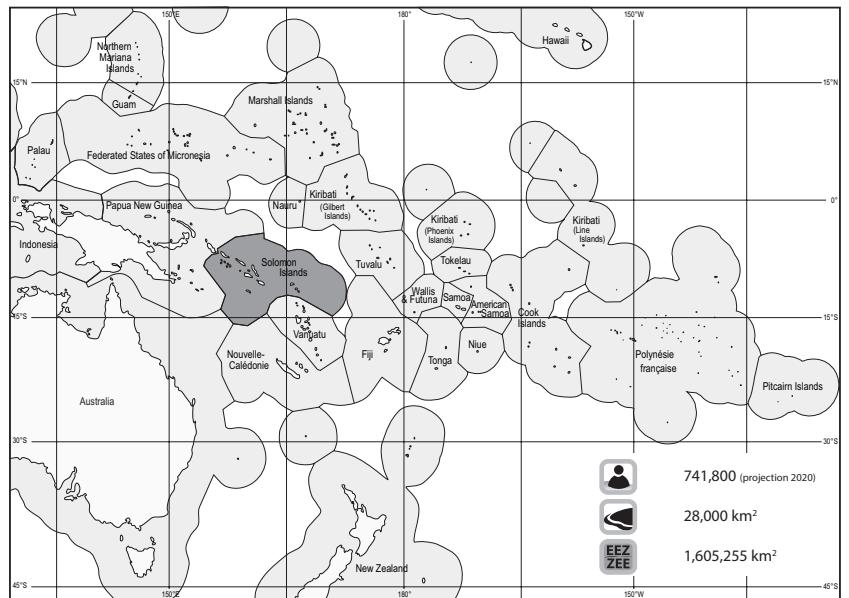 150°E
180°
150°W
Hawaii
Northern
Mariana
Islands
15°N
15°N
Guam
Marshall Islands
Palau
Federated States of Micronesia
0°
0°
Papua New Guinea
Nauru
Kiribati
(Gilbert
Islands)
Kiribati
(Phoenix
Islands)
Kiribati
(Line
Islands)
Indonesia
Solomon
Islands
Tuvalu
Tokelau
Wallis
& Futuna
Samoa
American
Samoa
Cook
Islands
45°S
15°S
Vanuatu
Nouvelle-
Calédonie
Fiji
Tonga
Niue
Polynésie
française
Pitcairn Islands
Australia
30°S
30°S
741,800 (projection 2020)
28,000 km²
EEZ
ZEE
1,605,255 km²
New Zealand
45°S
45°S
150°E
180°
150°W